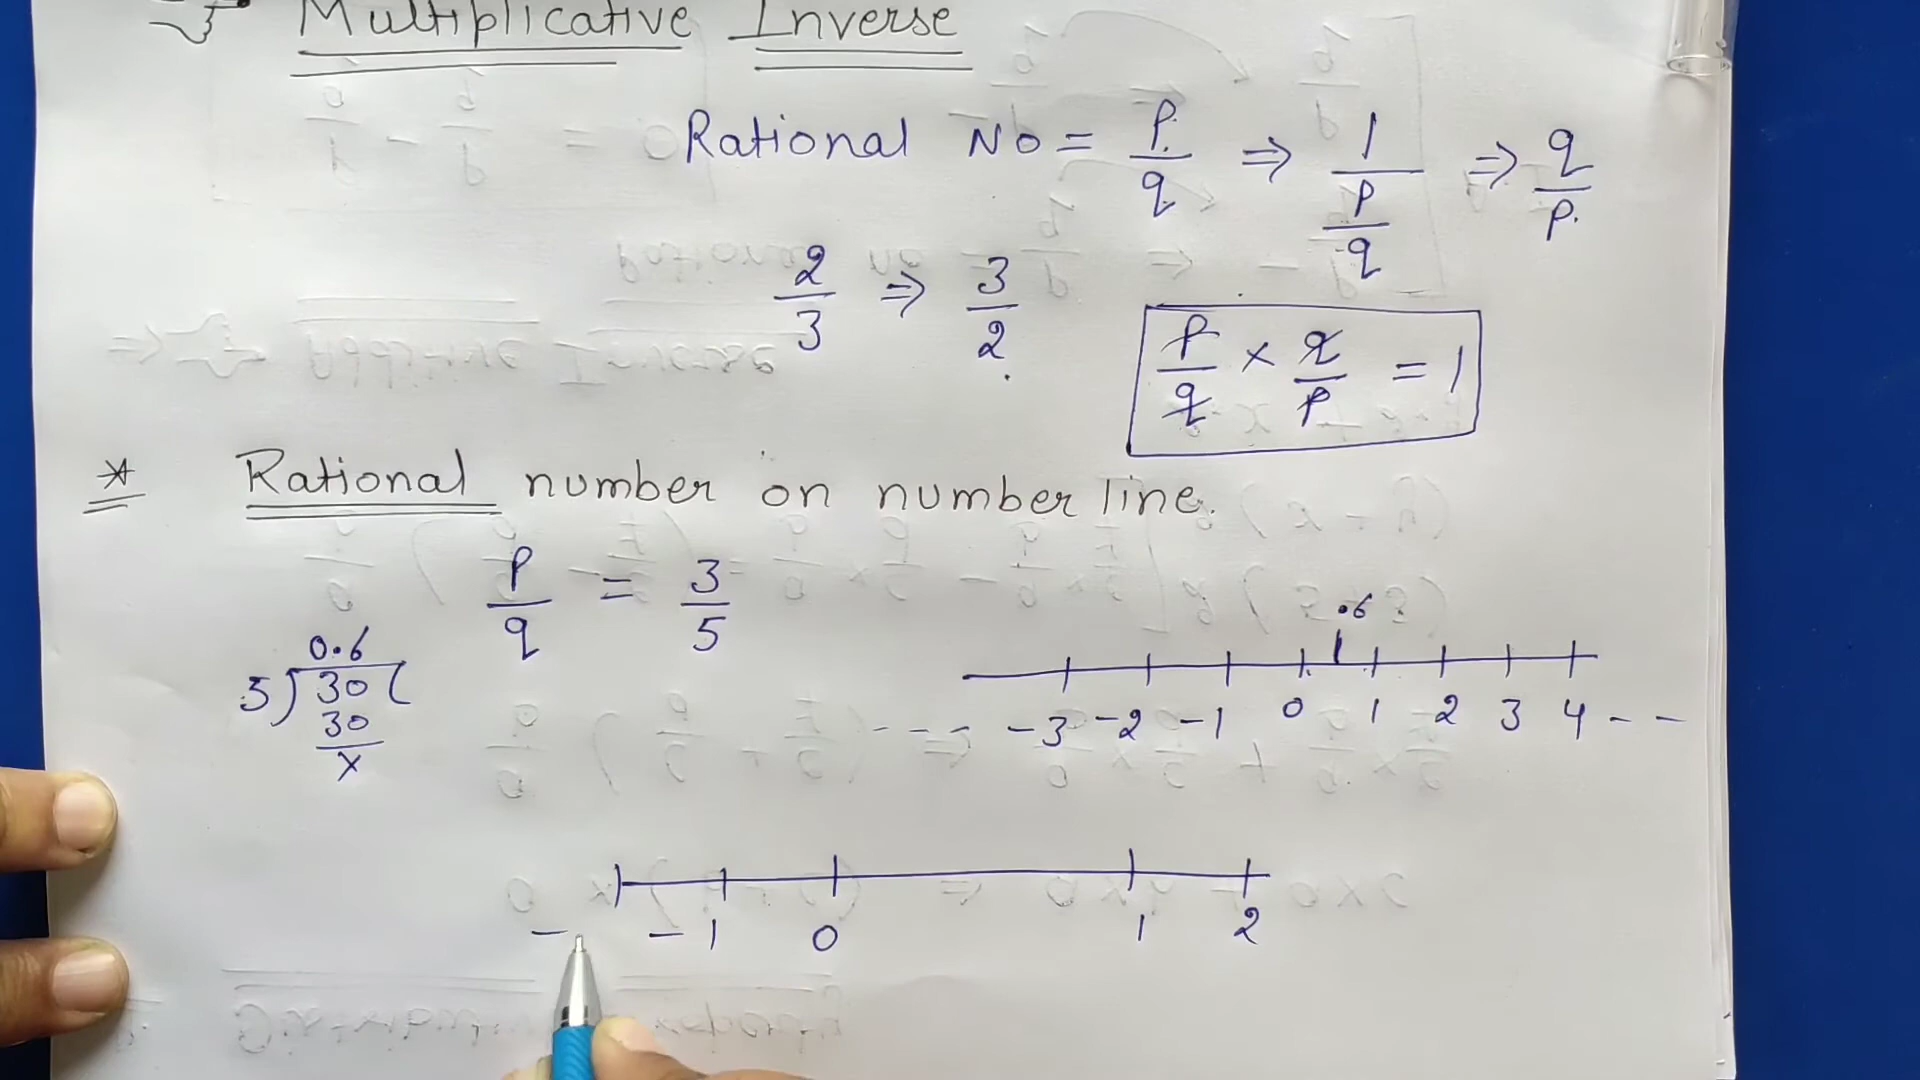 Multiplicative Inverse
Rational No = p/q ⇒ 1/(p/q) ⇒ q/p.
2/3 ⇒ 3/2.
p/q × q/p = 1
* Rational number on number line.
p/q = 3/5
0.6
5 ) 30 (
30
x
.6
- - - -3 -2 -1 0 1 2 3 4 - -
- -1 0 1 2